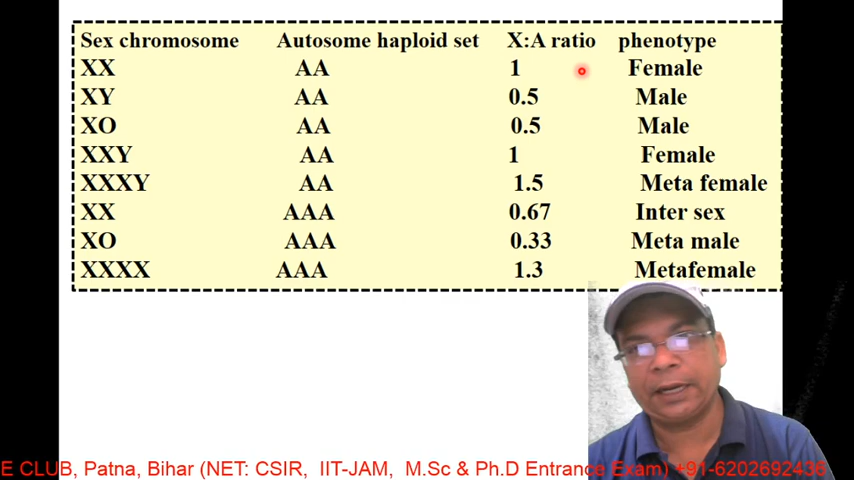 Sex chromosome Autosome haploid set X:A ratio phenotype
XX AA 1 Female
XY AA 0.5 Male
XO AA 0.5 Male
XXY AA 1 Female
XXXY AA 1.5 Meta female
XX AAA 0.67 Inter sex
XO AAA 0.33 Meta male
XXXX AAA 1.3 Metafemale
E CLUB, Patna, Bihar (NET: CSIR, IIT-JAM, M.Sc & Ph.D Entrance Exam) +91-6202692436